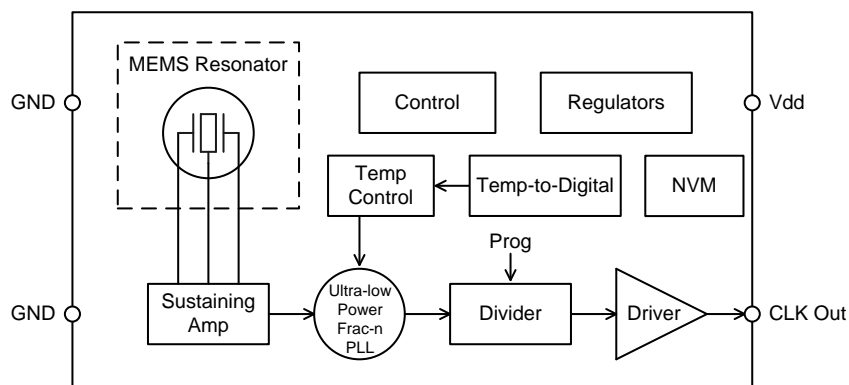 MEMS Resonator
GND
Control
Regulators
Vdd
Temp
Control
Temp-to-Digital
NVM
Prog
GND
Sustaining
Amp
Ultra-low
Power
Frac-n
PLL
Divider
Driver
CLK Out